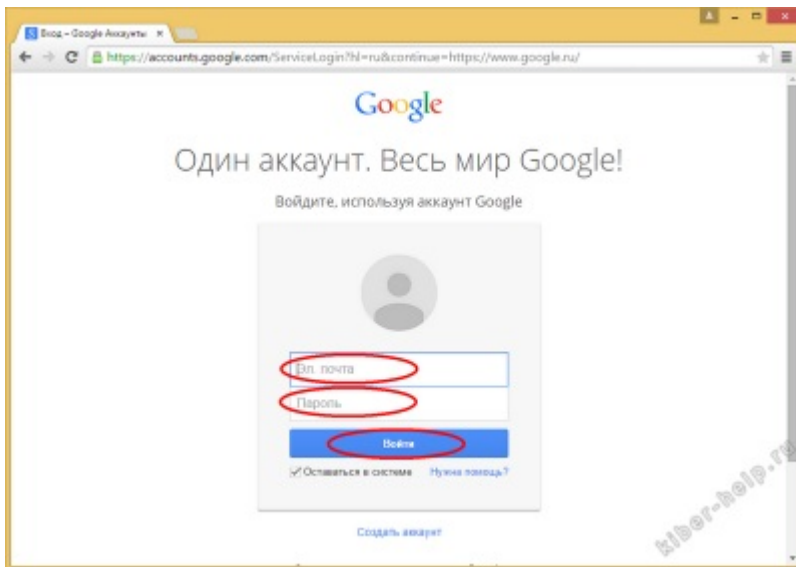 Вход – Google Аккаунты
https://accounts.google.com/ServiceLogin?hl=ru&continue=https://www.google.ru/
Google
Один аккаунт. Весь мир Google!
Войдите, используя аккаунт Google
Эл. почта
Пароль
Войти
Оставаться в системе Нужна помощь?
Создать аккаунт
kiber-help.ru